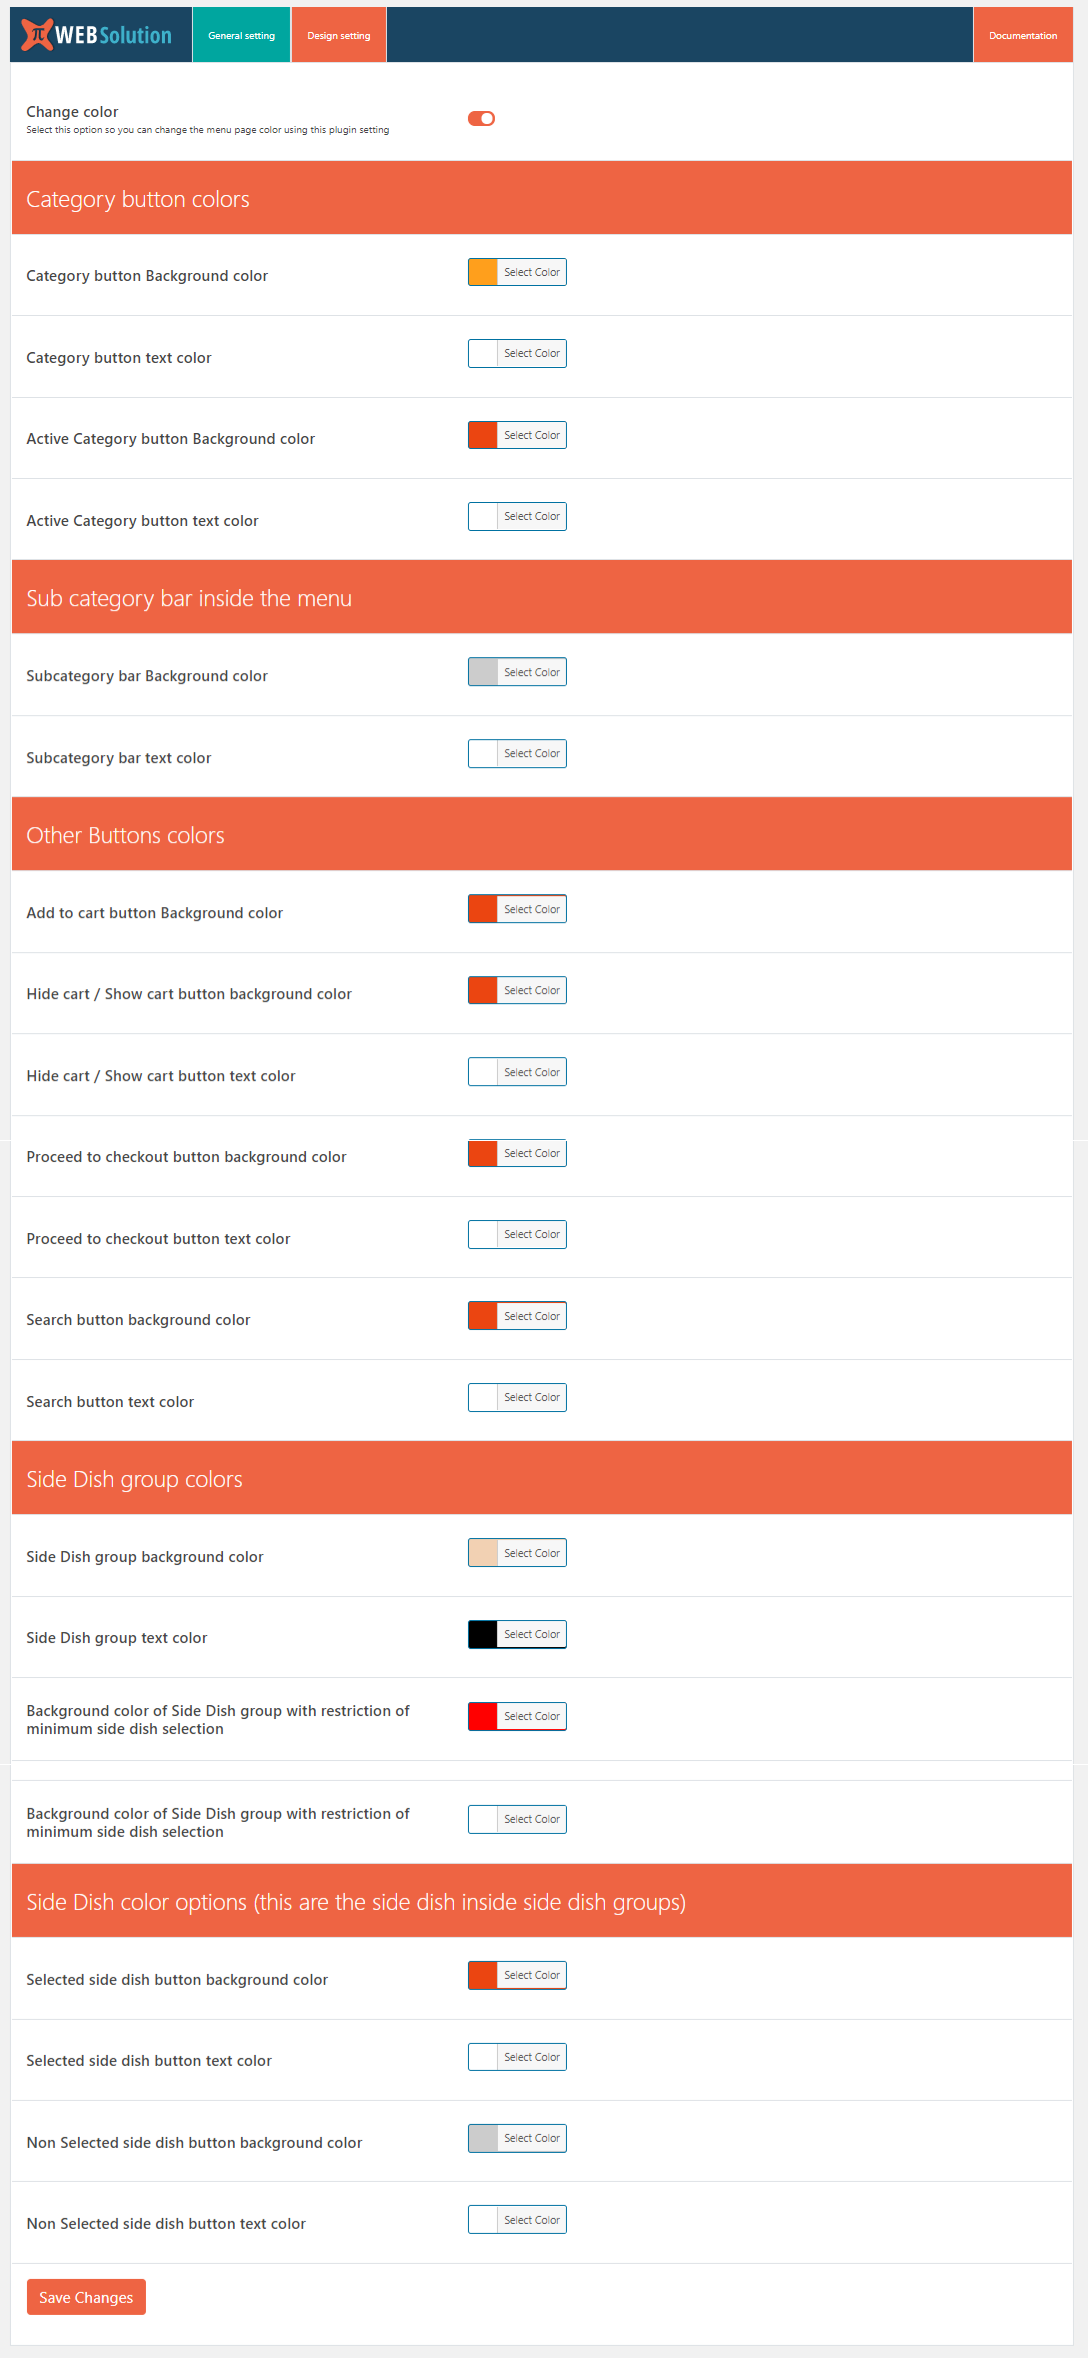 π WEBSolution
General setting
Design setting
Documentation
Change color
Select this option so you can change the menu page color using this plugin setting
Category button colors
Category button Background color
Select Color
Category button text color
Select Color
Active Category button Background color
Select Color
Active Category button text color
Select Color
Sub category bar inside the menu
Subcategory bar Background color
Select Color
Subcategory bar text color
Select Color
Other Buttons colors
Add to cart button Background color
Select Color
Hide cart / Show cart button background color
Select Color
Hide cart / Show cart button text color
Select Color
Proceed to checkout button background color
Select Color
Proceed to checkout button text color
Select Color
Search button background color
Select Color
Search button text color
Select Color
Side Dish group colors
Side Dish group background color
Select Color
Side Dish group text color
Select Color
Background color of Side Dish group with restriction of
minimum side dish selection
Select Color
Background color of Side Dish group with restriction of
minimum side dish selection
Select Color
Side Dish color options (this are the side dish inside side dish groups)
Selected side dish button background color
Select Color
Selected side dish button text color
Select Color
Non Selected side dish button background color
Select Color
Non Selected side dish button text color
Select Color
Save Changes